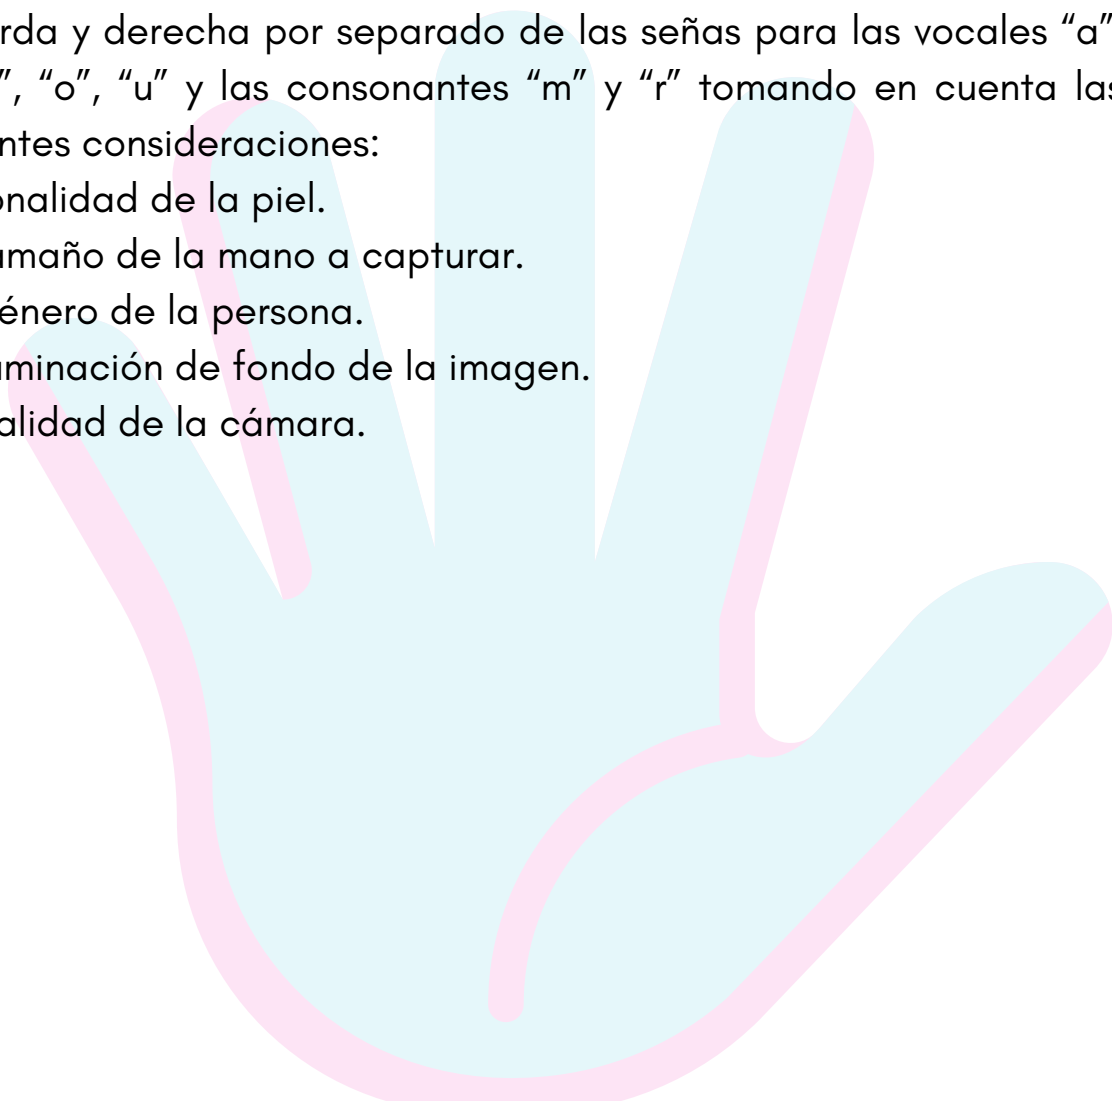 rda y derecha por separado de las señas para las vocales “a”
”, “o”, “u” y las consonantes “m” y “r” tomando en cuenta las
ntes consideraciones:
onalidad de la piel.
amaño de la mano a capturar.
énero de la persona.
uminación de fondo de la imagen.
alidad de la cámara.